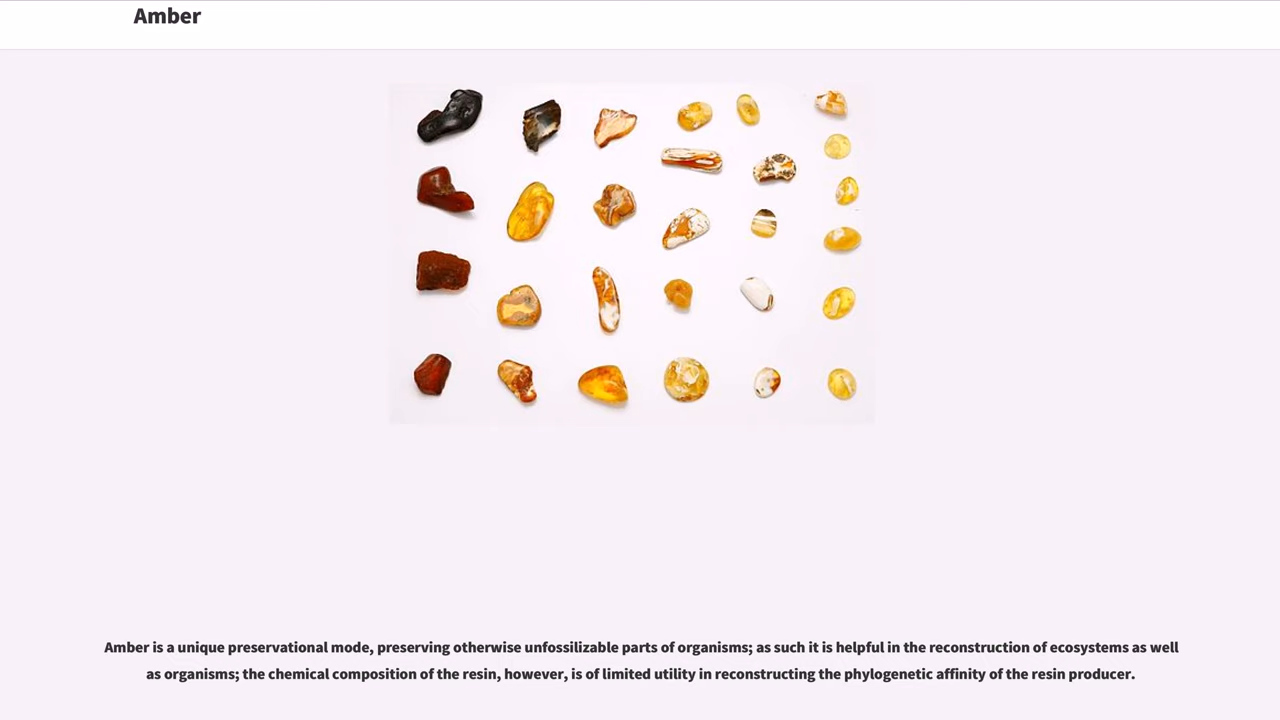 Amber
Amber is a unique preservational mode, preserving otherwise unfossilizable parts of organisms; as such it is helpful in the reconstruction of ecosystems as well
as organisms; the chemical composition of the resin, however, is of limited utility in reconstructing the phylogenetic affinity of the resin producer.